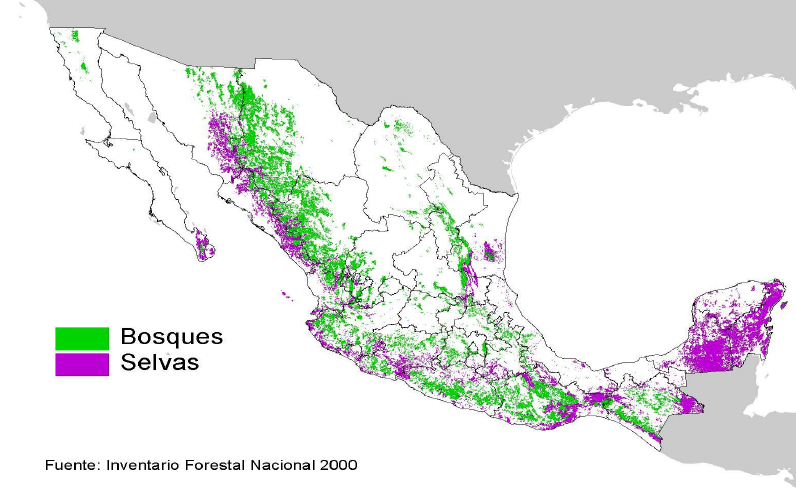 Bosques
Selvas
Fuente: Inventario Forestal Nacional 2000